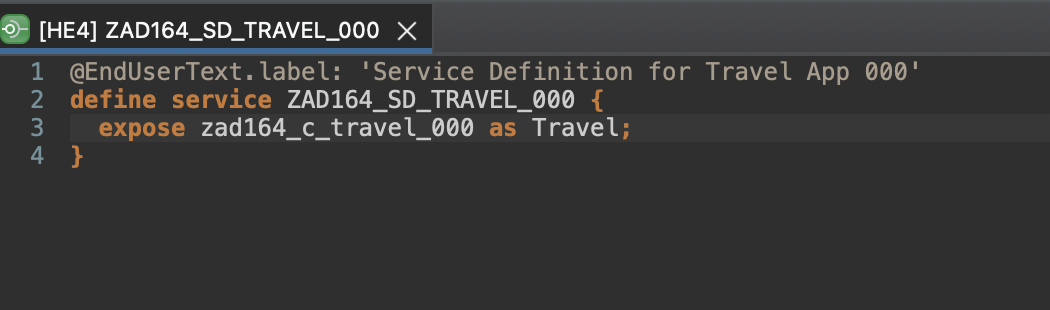 [HE4] ZAD164_SD_TRAVEL_000
1 @EndUserText.label: 'Service Definition for Travel App 000'
2 define service ZAD164_SD_TRAVEL_000 {
3   expose zad164_c_travel_000 as Travel;
4 }